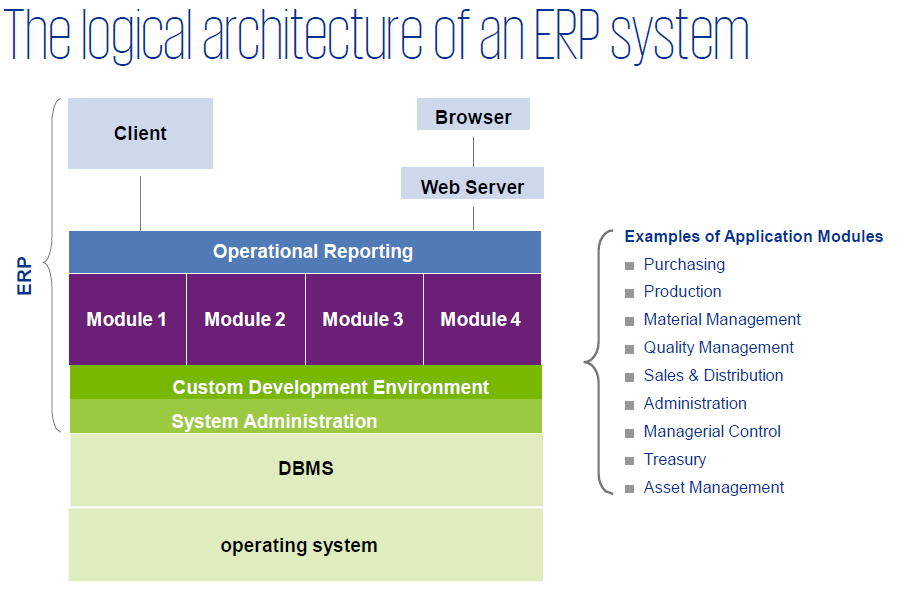 The logical architecture of an ERP system
Client
Browser
Web Server
ERP
Operational Reporting
Module 1
Module 2
Module 3
Module 4
Custom Development Environment
System Administration
DBMS
operating system
Examples of Application Modules
Purchasing
Production
Material Management
Quality Management
Sales & Distribution
Administration
Managerial Control
Treasury
Asset Management